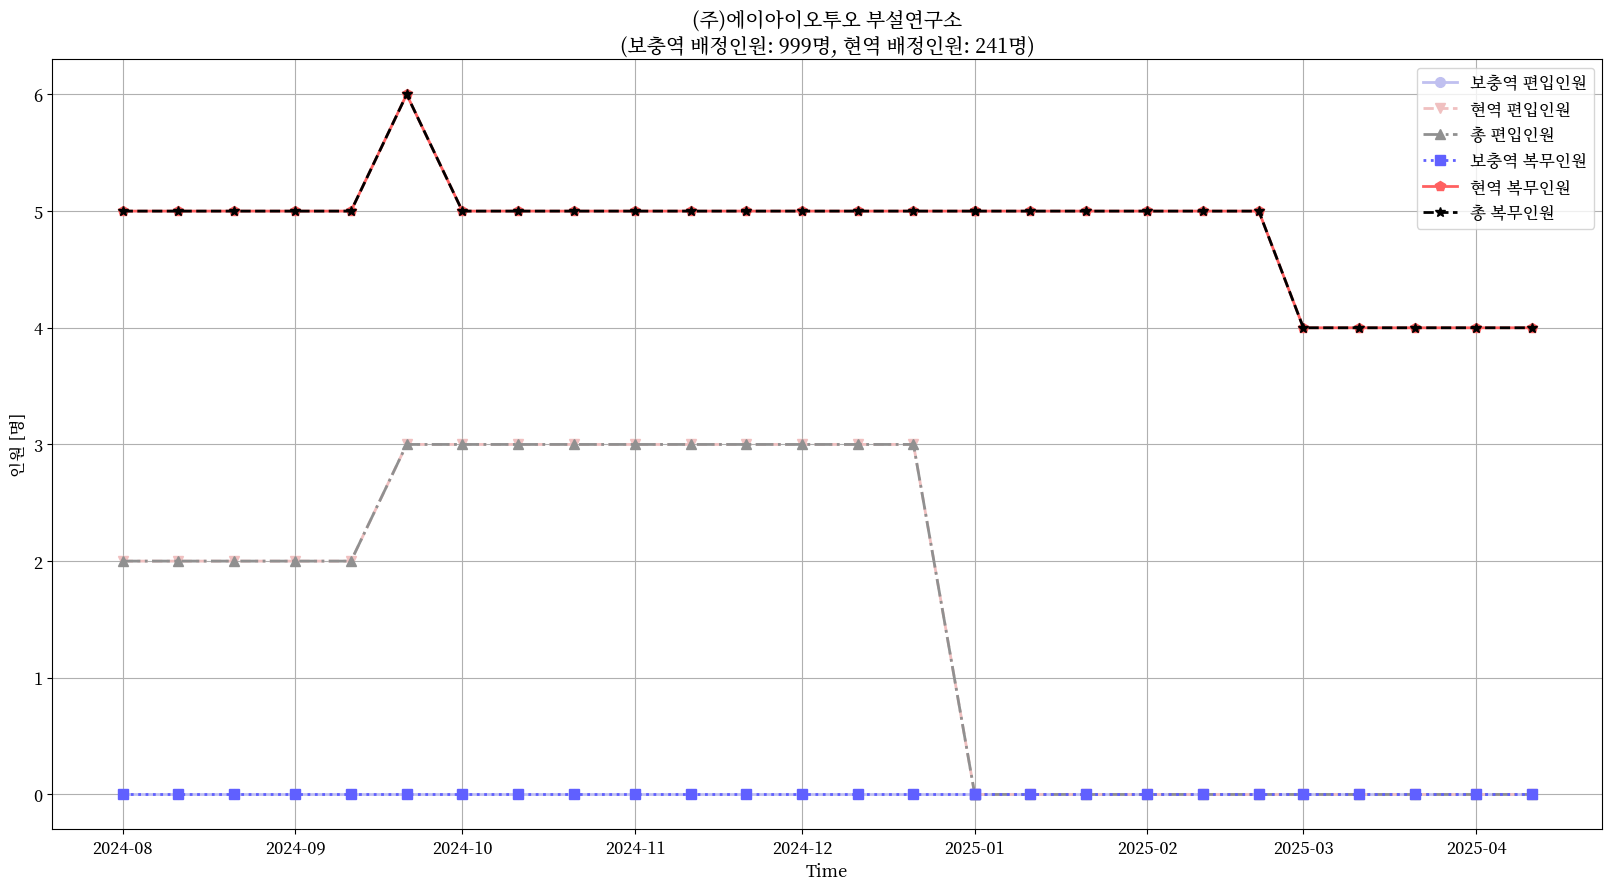 (주)에이아이오투오 부설연구소
(보충역 배정인원: 999명, 현역 배정인원: 241명)
보충역 편입인원
현역 편입인원
총 편입인원
보충역 복무인원
현역 복무인원
총 복무인원
인원 [명]
6
5
4
3
2
1
0
2024-08 2024-09 2024-10 2024-11 2024-12 2025-01 2025-02 2025-03 2025-04
Time